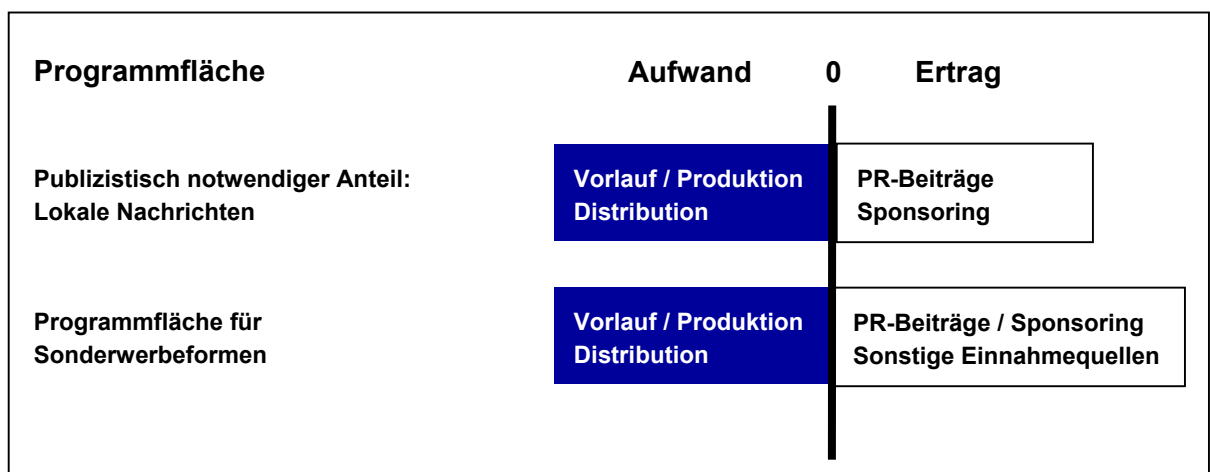 Programmfläche Aufwand 0 Ertrag
Publizistisch notwendiger Anteil:
Lokale Nachrichten
Vorlauf / Produktion
Distribution
PR-Beiträge
Sponsoring
Programmfläche für
Sonderwerbeformen
Vorlauf / Produktion
Distribution
PR-Beiträge / Sponsoring
Sonstige Einnahmequellen